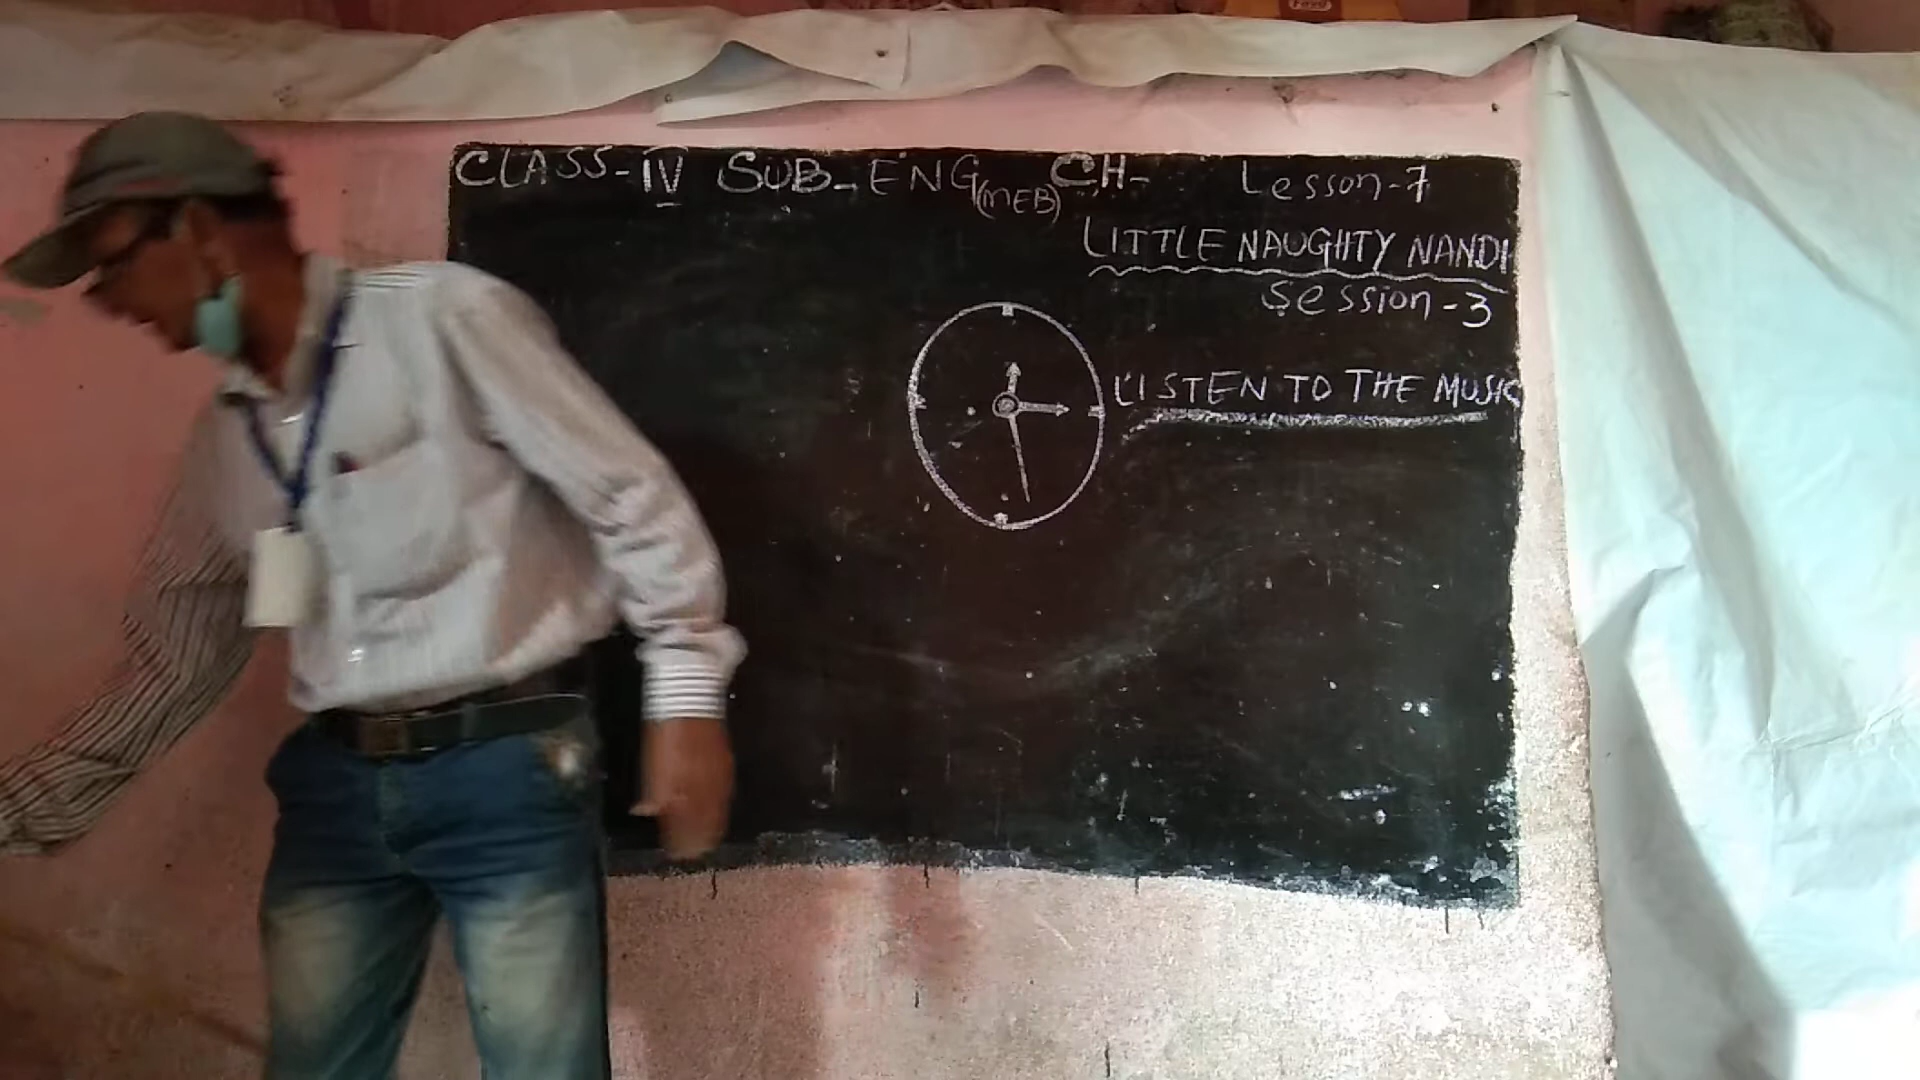 CLASS-IV SUB-ENG(MEB) CH- Lesson-7
LITTLE NAUGHTY NANDI
Session-3
LISTEN TO THE MUSIC